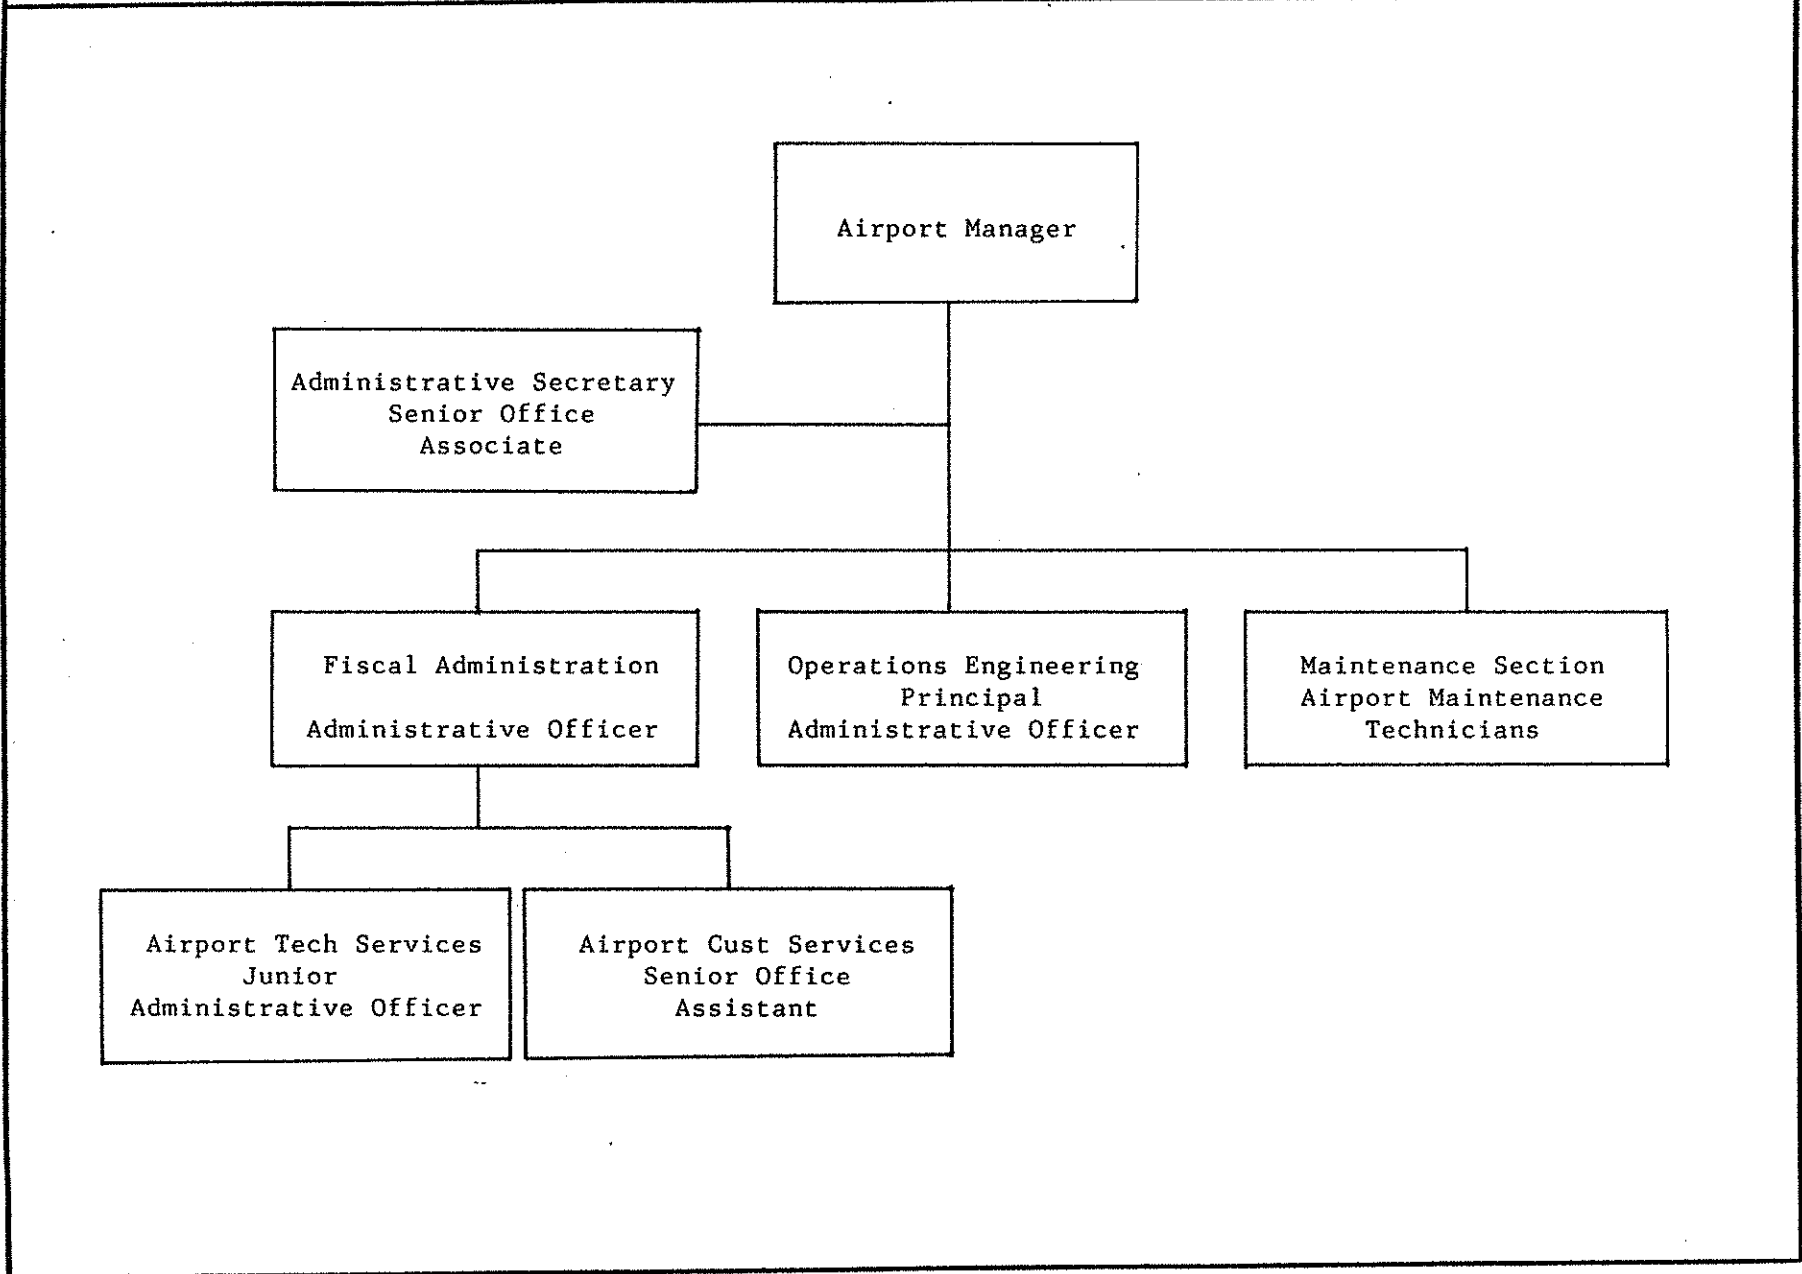 Airport Manager
Administrative Secretary
Senior Office
Associate
Fiscal Administration
Administrative Officer
Operations Engineering
Principal
Administrative Officer
Maintenance Section
Airport Maintenance
Technicians
Airport Tech Services
Junior
Administrative Officer
Airport Cust Services
Senior Office
Assistant